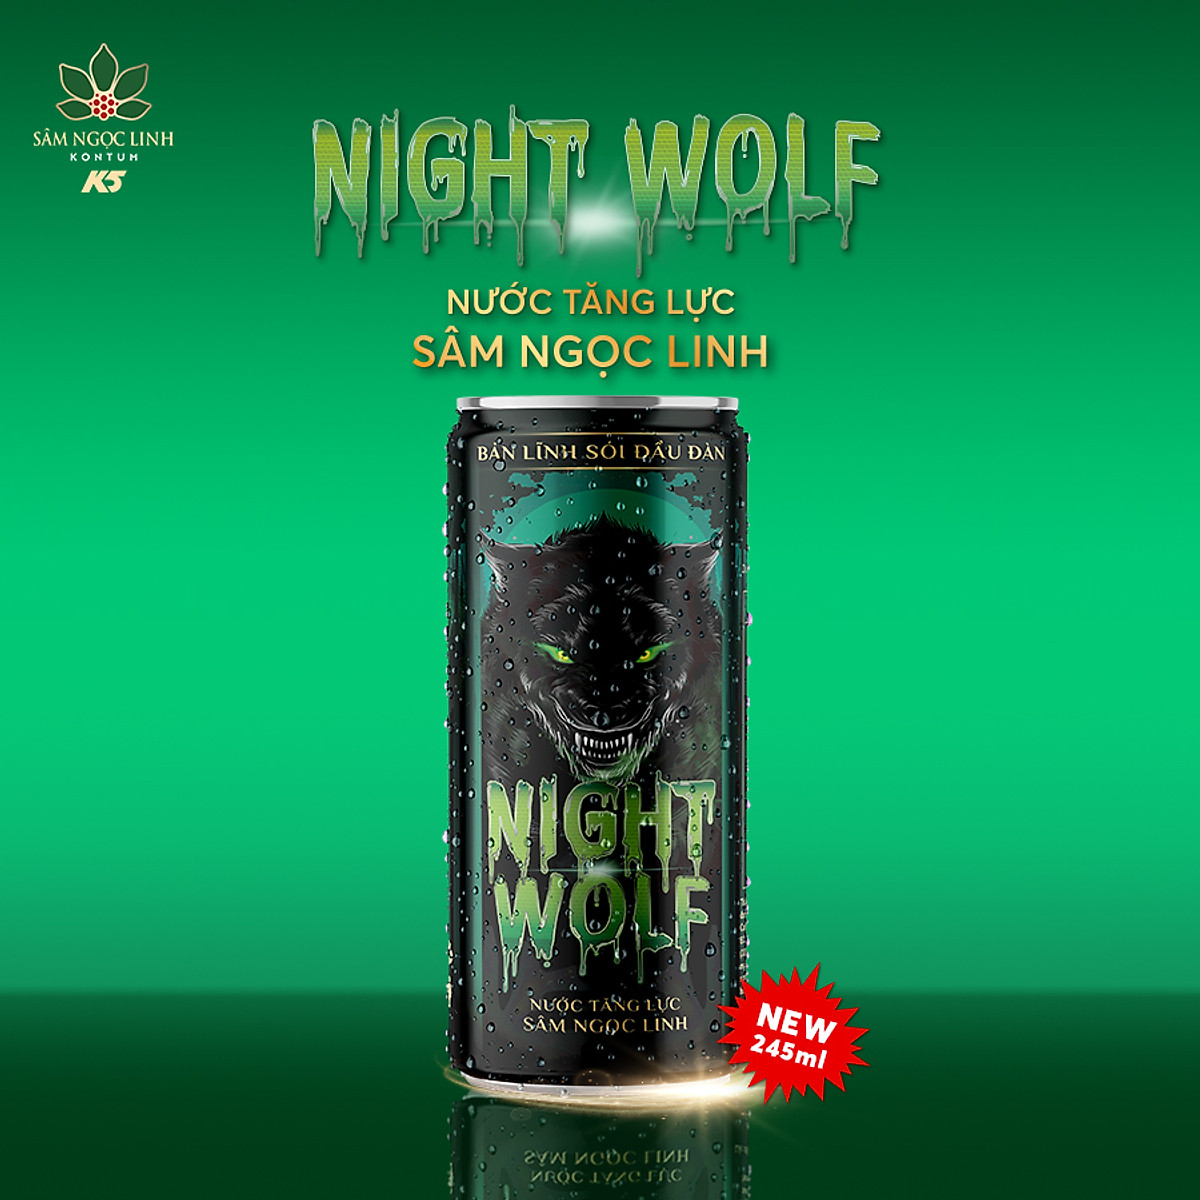 SÂM NGỌC LINH
KONTUM
K5
NIGHT WOLF
NƯỚC TĂNG LỰC
SÂM NGỌC LINH
BẢN LĨNH SÓI ĐẦU ĐÀN
NIGHT
WOLF
NƯỚC TĂNG LỰC
SÂM NGỌC LINH
NEW
245ml